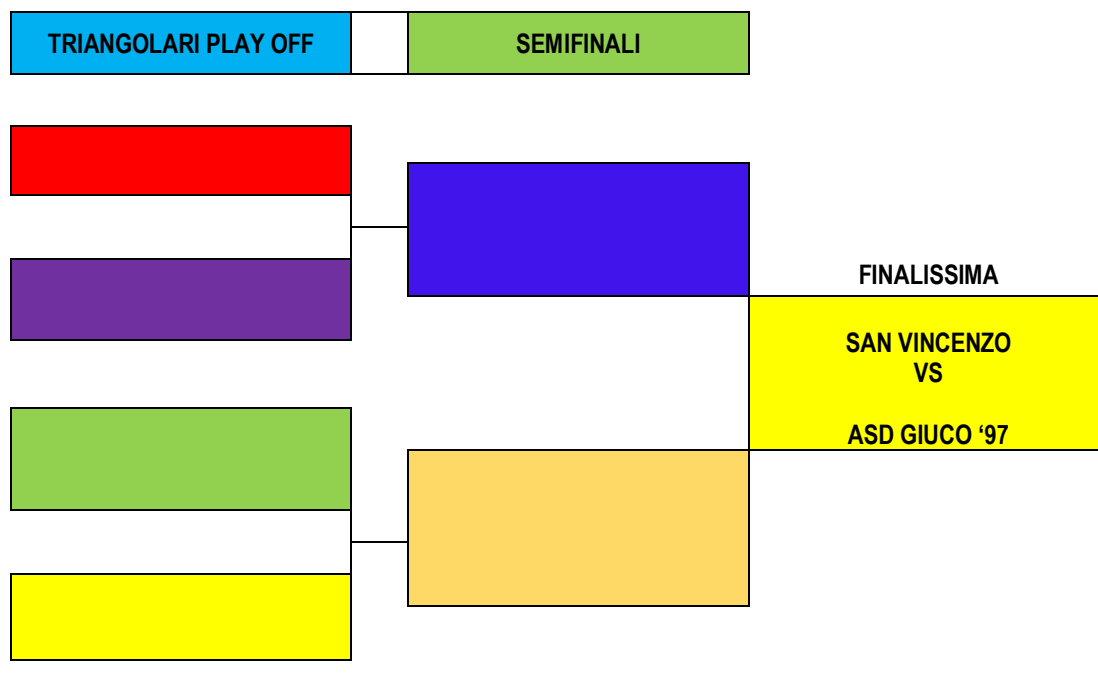 TRIANGOLARI PLAY OFF
SEMIFINALI
FINALISSIMA
SAN VINCENZO
VS
ASD GIUCO ‘97